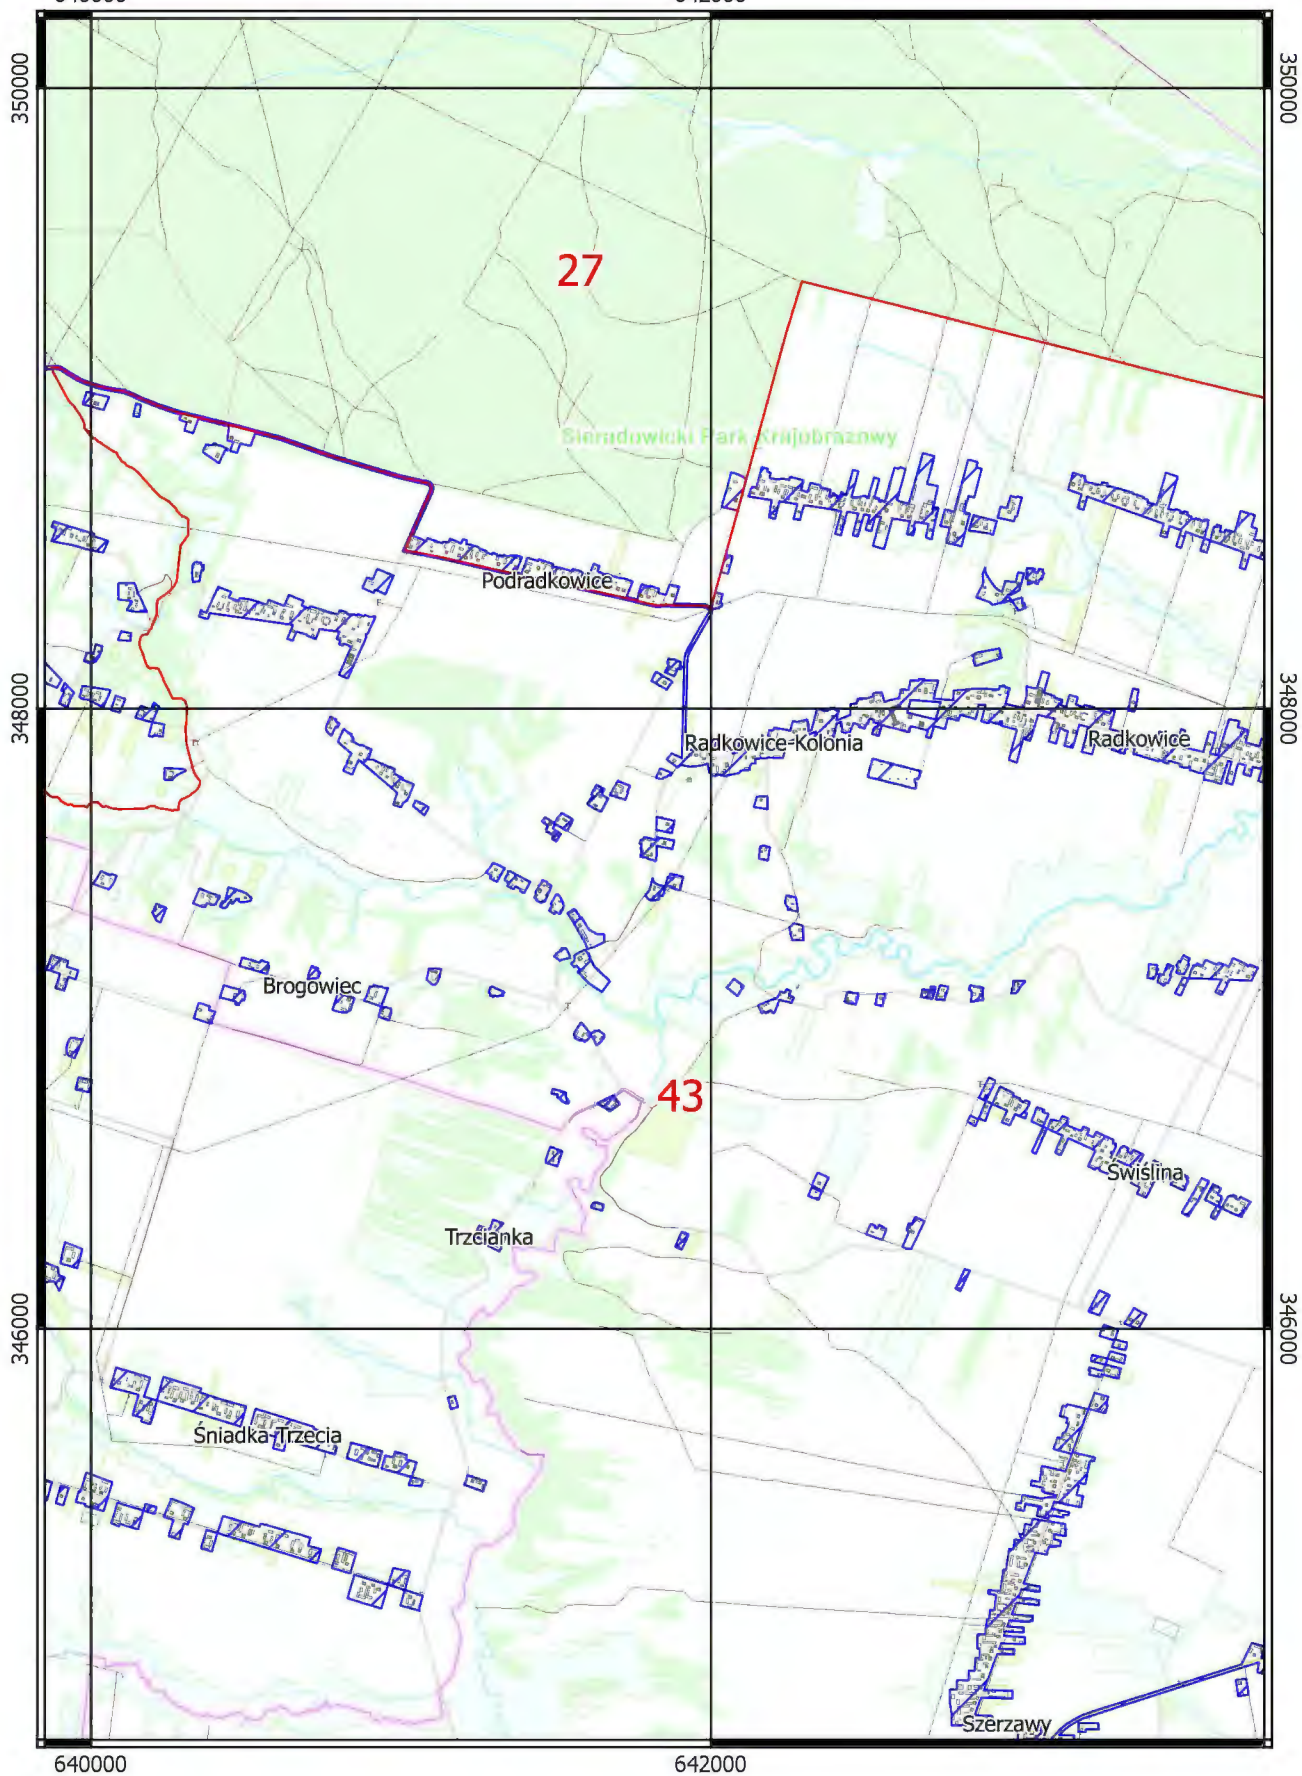 350000
350000
27
Sieradowicki Park Krajobrazowy
Podradkowice
348000
348000
Radkowice-Kolonia
Radkowice
Brogowiec
43
Świślina
Trzcianka
346000
346000
Śniadka Trzecia
Szerzawy
640000
642000